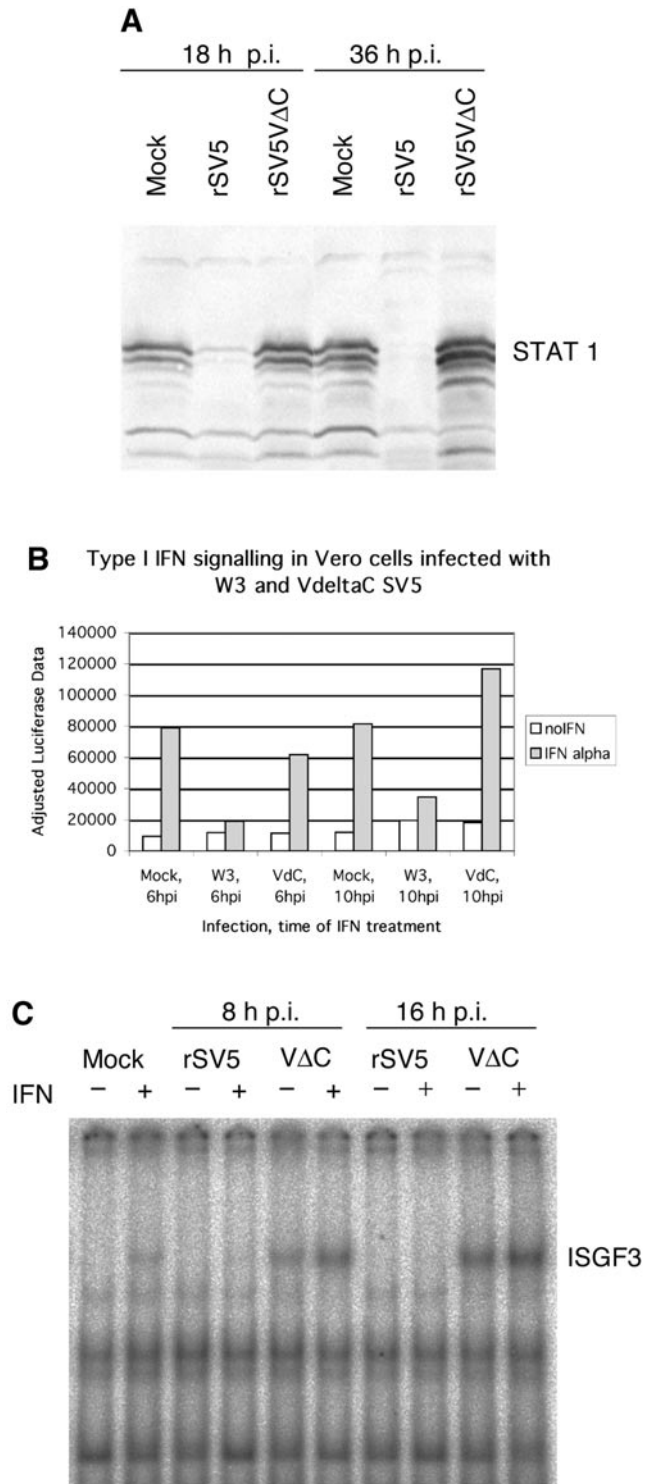 A
18 h p.i. 36 h p.i.
Mock rSV5 rSV5VΔC Mock rSV5 rSV5VΔC
STAT 1
B Type I IFN signalling in Vero cells infected with
W3 and VdeltaC SV5
140000
120000
100000
80000
60000
40000
20000
0
Adjusted Luciferase Data
noIFN
IFN alpha
Mock, 6hpi
W3, 6hpi
VdC, 6hpi
Mock, 10hpi
W3, 10hpi
VdC, 10hpi
Infection, time of IFN treatment
C
8 h p.i. 16 h p.i.
Mock rSV5 VΔC rSV5 VΔC
IFN − + − + − + − + − +
ISGF3